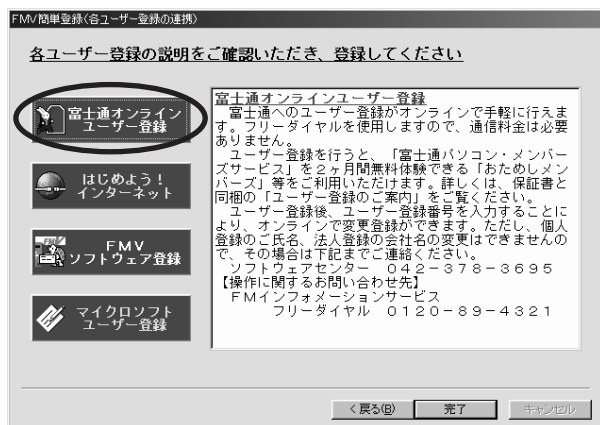 FMV簡単登録(各ユーザー登録の連携)
各ユーザー登録の説明をご確認いただき、登録してください
富士通オンライン
ユーザー登録
はじめよう!
インターネット
FMV
ソフトウェア登録
マイクロソフト
ユーザー登録
富士通オンラインユーザー登録
富士通へのユーザー登録がオンラインで手軽に行えま
す。フリーダイヤルを使用しますので、通信料金は必要
ありません。
ユーザー登録を行うと、「富士通パソコン・メンバー
ズサービス」を2ヶ月間無料体験できる「おためしメン
バーズ」等をご利用いただけます。詳しくは、保証書と
同梱の「ユーザー登録のご案内」をご覧ください。
ユーザー登録後、ユーザー登録番号を入力することに
より、オンラインで変更登録ができます。ただし、個人
登録のご氏名、法人登録の会社名の変更はできませんの
で、その場合は下記までご連絡ください。
ソフトウェアセンター 042-378-3695
【操作に関するお問い合わせ先】
FMインフォメーションサービス
フリーダイヤル 0120-89-4321
<戻る(B)
完了
キャンセル